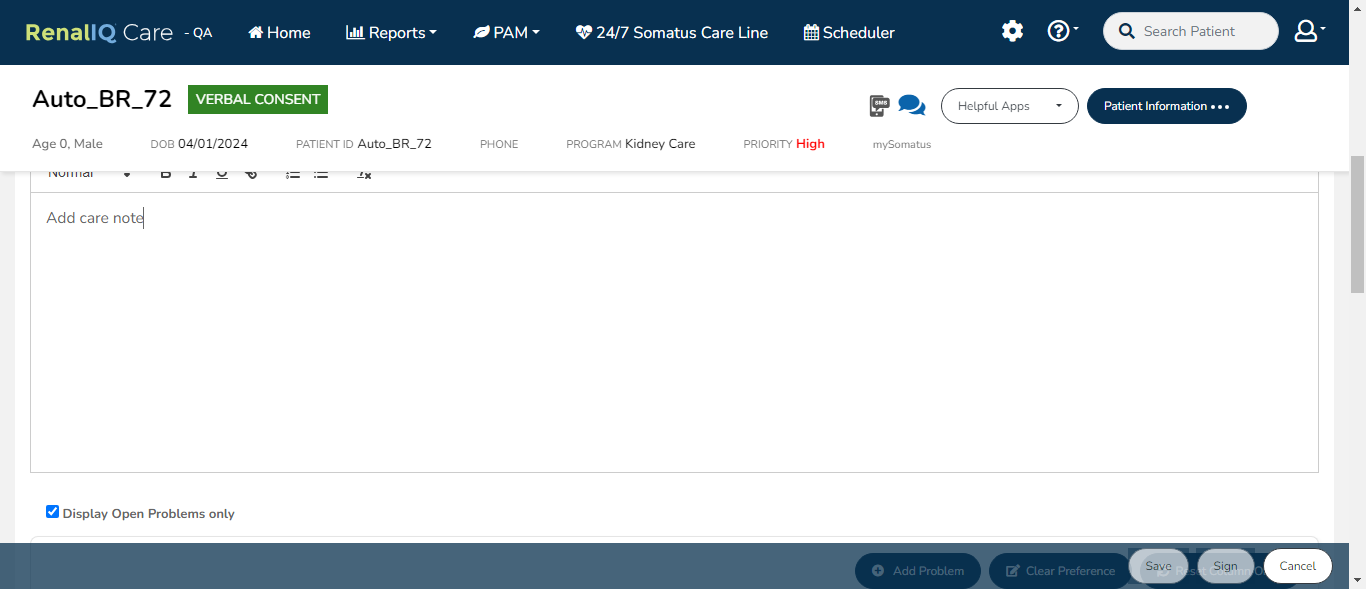 RenalIQ Care - QA Home Reports PAM 24/7 Somatus Care Line Scheduler Search Patient
Auto_BR_72 VERBAL CONSENT SMS Helpful Apps Patient Information •••
Age 0, Male DOB 04/01/2024 PATIENT ID Auto_BR_72 PHONE PROGRAM Kidney Care PRIORITY High mySomatus
Normal B I U
Add care note
Display Open Problems only
Add Problem Clear Preference Reset Column Save Sign Cancel